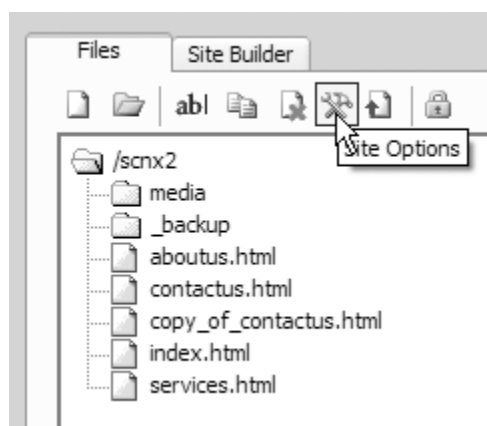 Files Site Builder
abl
Site Options
/scnx2
media
_backup
aboutus.html
contactus.html
copy_of_contactus.html
index.html
services.html